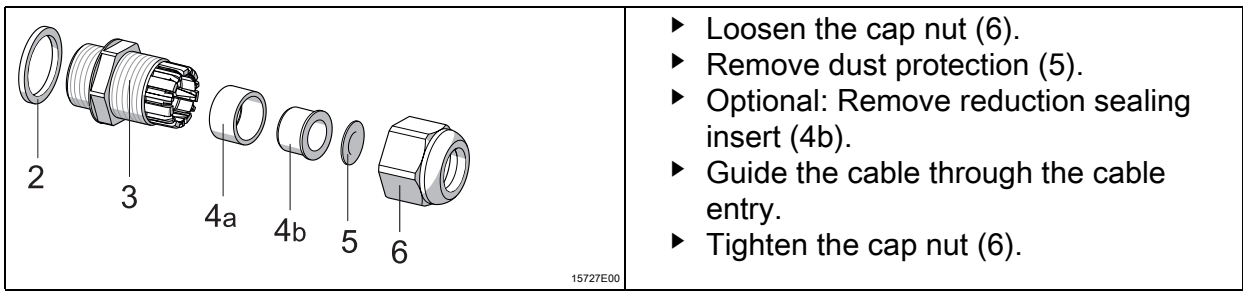 2
3
4a
4b
5
6
15727E00
▶ Loosen the cap nut (6).
▶ Remove dust protection (5).
▶ Optional: Remove reduction sealing
insert (4b).
▶ Guide the cable through the cable
entry.
▶ Tighten the cap nut (6).